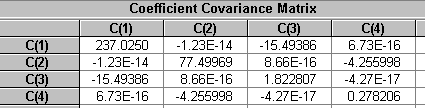 Coefficient Covariance Matrix
C(1) C(2) C(3) C(4)
C(1) 237.0250 -1.23E-14 -15.49386 6.73E-16
C(2) -1.23E-14 77.49969 8.66E-16 -4.255998
C(3) -15.49386 8.66E-16 1.822807 -4.27E-17
C(4) 6.73E-16 -4.255998 -4.27E-17 0.278206